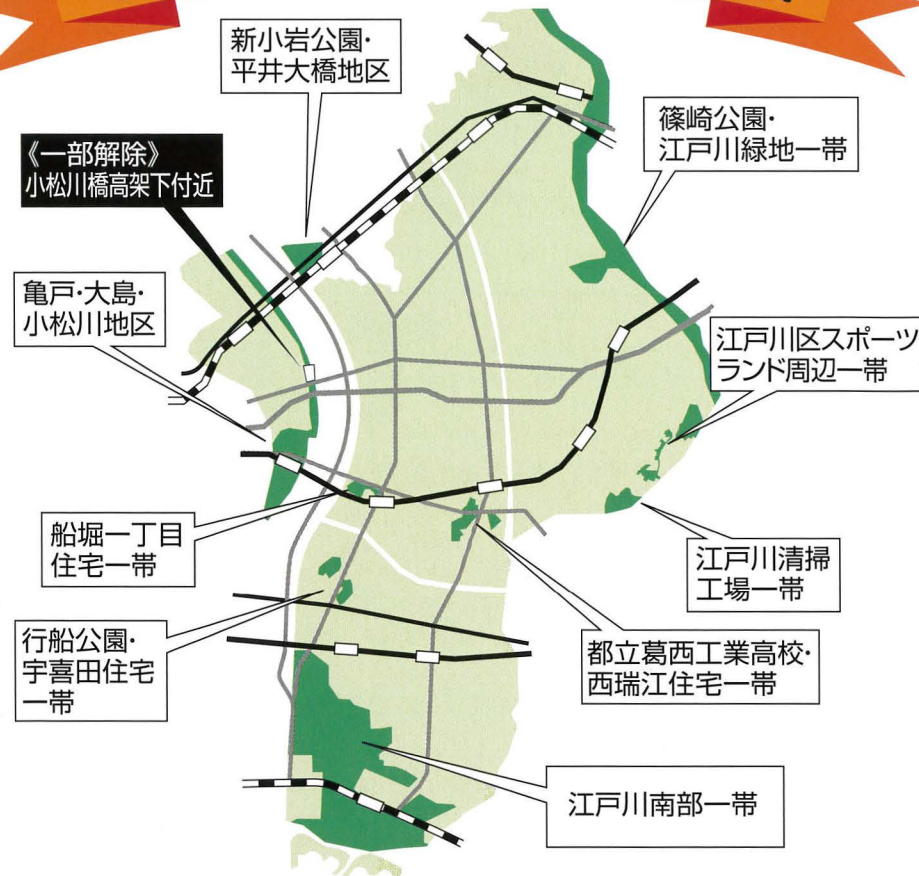 新小岩公園・
平井大橋地区
《一部解除》
小松川橋高架下付近
篠崎公園・
江戸川緑地一帯
亀戸・大島・
小松川地区
江戸川区スポーツ
ランド周辺一帯
船堀一丁目
住宅一帯
江戸川清掃
工場一帯
行船公園・
宇喜田住宅
一帯
都立葛西工業高校・
西瑞江住宅一帯
江戸川南部一帯